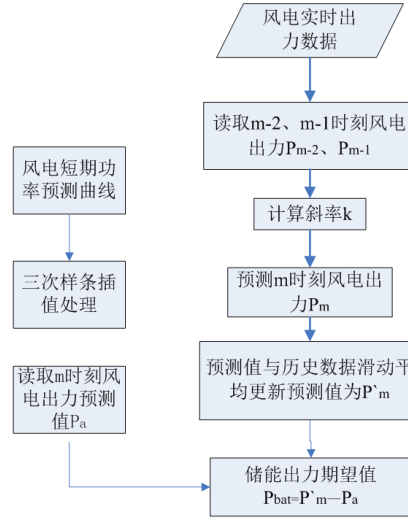 风电实时出
力数据
读取m-2、m-1时刻风电
出力Pm-2、Pm-1
计算斜率k
预测m时刻风电出
力Pm
预测值与历史数据滑动平
均更新预测值为P`m
储能出力期望值
Pbat=P`m—Pa
风电短期功
率预测曲线
三次样条插
值处理
读取m时刻风
电出力预测
值Pa